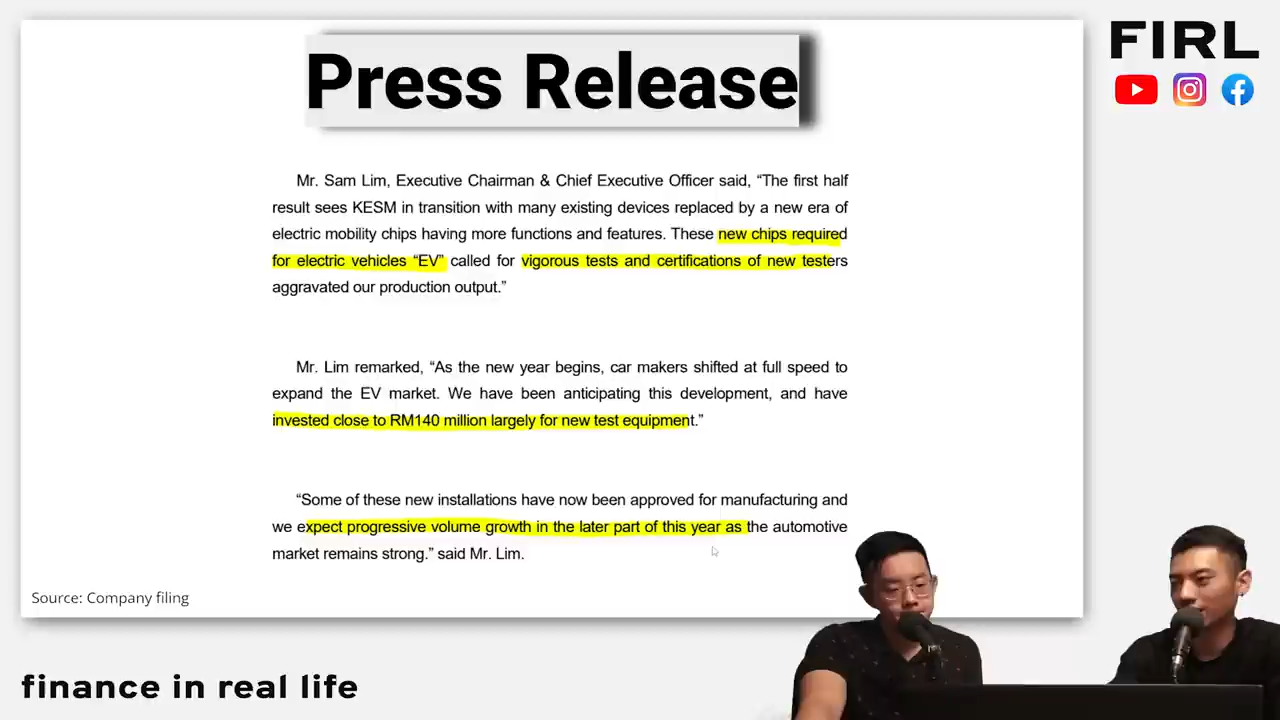 FIRL
Press Release
Mr. Sam Lim, Executive Chairman & Chief Executive Officer said, “The first half
result sees KESM in transition with many existing devices replaced by a new era of
electric mobility chips having more functions and features. These new chips required
for electric vehicles “EV” called for vigorous tests and certifications of new testers
aggravated our production output.”
Mr. Lim remarked, “As the new year begins, car makers shifted at full speed to
expand the EV market. We have been anticipating this development, and have
invested close to RM140 million largely for new test equipment.”
“Some of these new installations have now been approved for manufacturing and
we expect progressive volume growth in the later part of this year as the automotive
market remains strong.” said Mr. Lim.
Source: Company filing
finance in real life